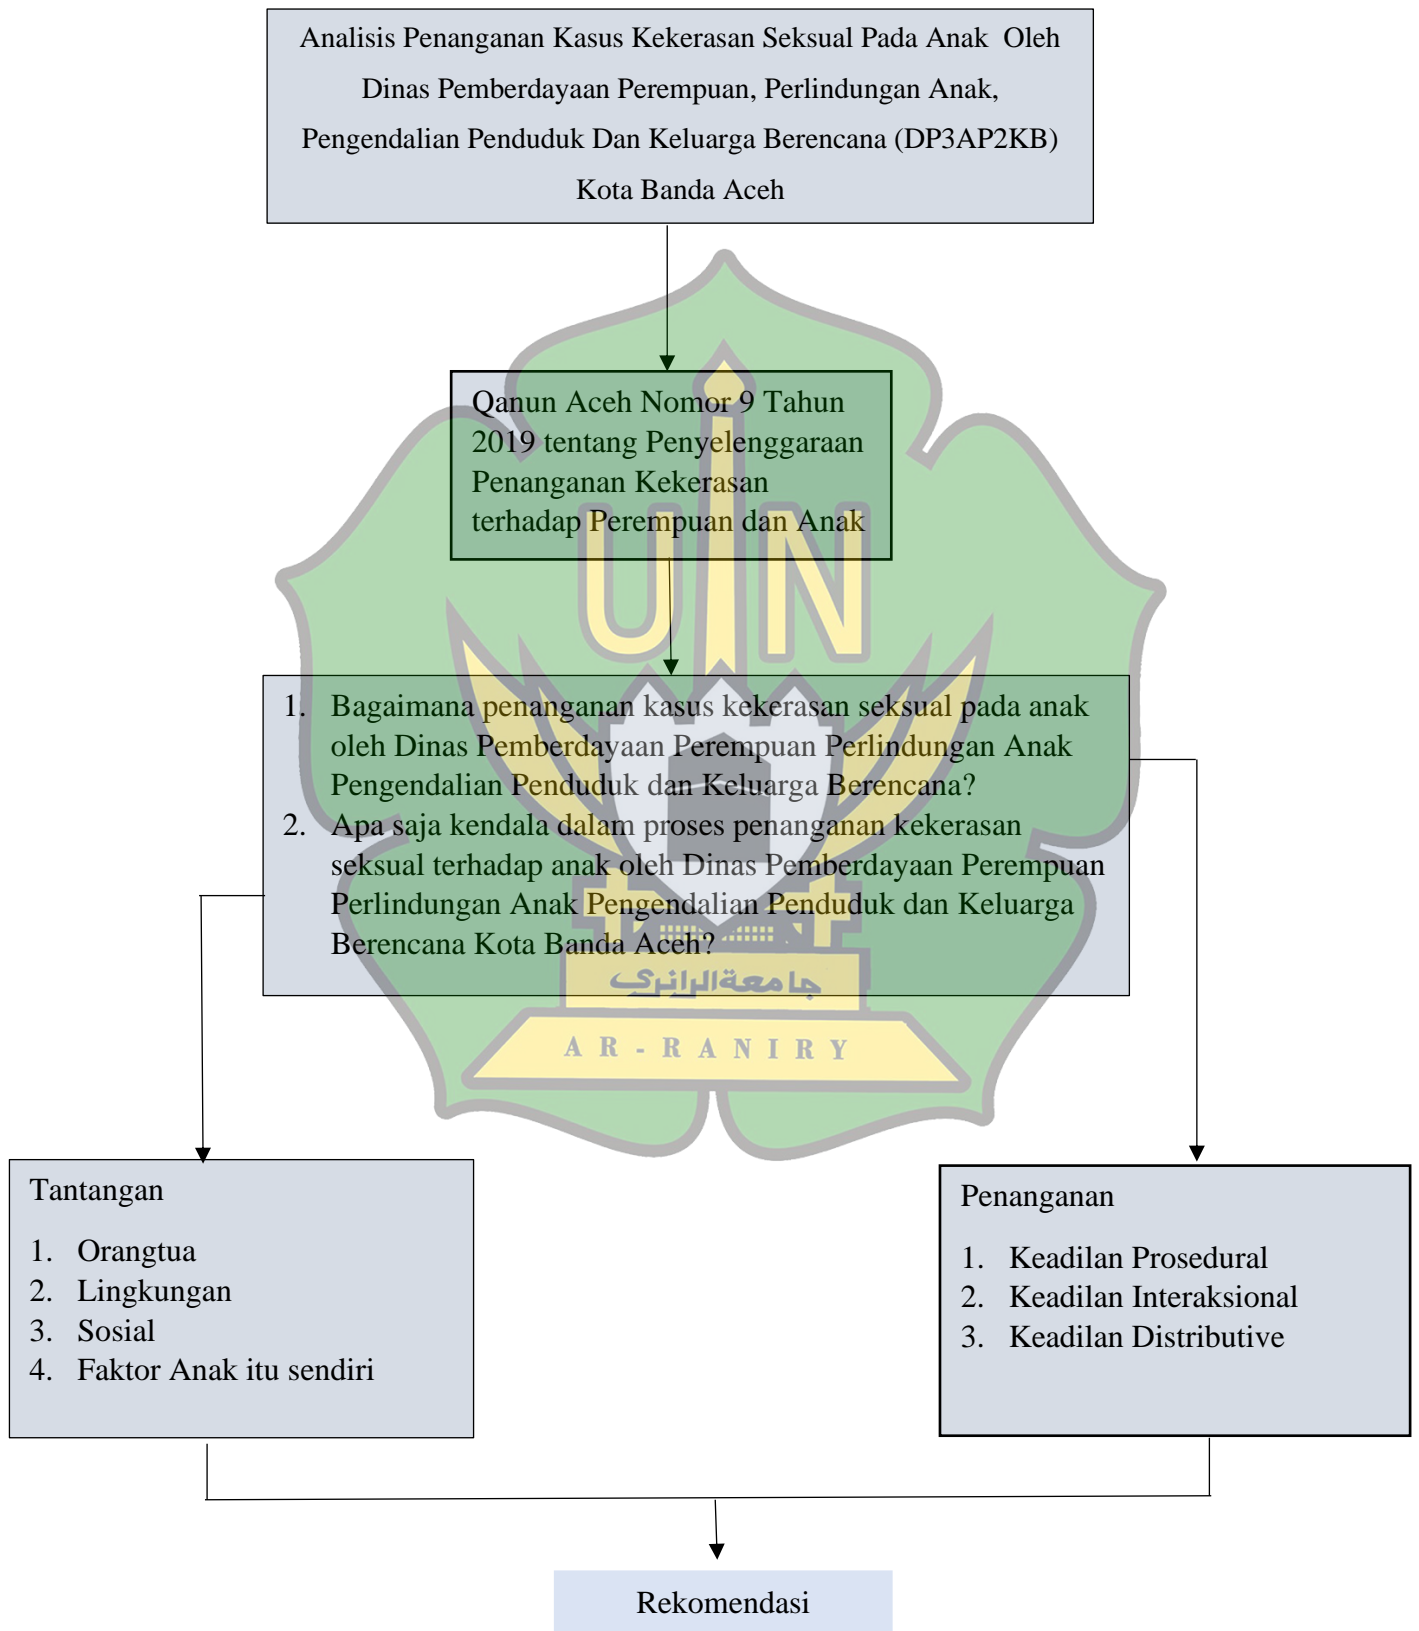 Analisis Penanganan Kasus Kekerasan Seksual Pada Anak Oleh
Dinas Pemberdayaan Perempuan, Perlindungan Anak,
Pengendalian Penduduk Dan Keluarga Berencana (DP3AP2KB)
Kota Banda Aceh
Qanun Aceh Nomor 9 Tahun
2019 tentang Penyelenggaraan
Penanganan Kekerasan
terhadap Perempuan dan Anak
UIN
1. Bagaimana penanganan kasus kekerasan seksual pada anak
oleh Dinas Pemberdayaan Perempuan Perlindungan Anak
Pengendalian Penduduk dan Keluarga Berencana?
2. Apa saja kendala dalam proses penanganan kekerasan
seksual terhadap anak oleh Dinas Pemberdayaan Perempuan
Perlindungan Anak Pengendalian Penduduk dan Keluarga
Berencana Kota Banda Aceh?
جامعة الرانري
AR-RANIRY
Tantangan
1. Orangtua
2. Lingkungan
3. Sosial
4. Faktor Anak itu sendiri
Penanganan
1. Keadilan Prosedural
2. Keadilan Interaksional
3. Keadilan Distributive
Rekomendasi